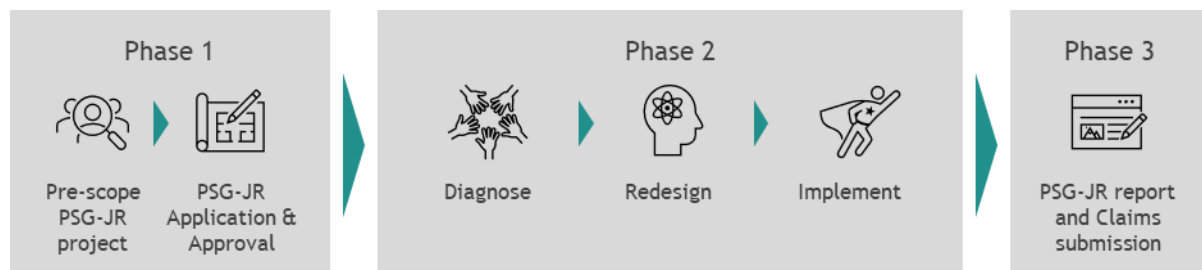 Phase 1
Pre-scope
PSG-JR
project
PSG-JR
Application &
Approval
Phase 2
Diagnose
Redesign
Implement
Phase 3
PSG-JR report
and Claims
submission